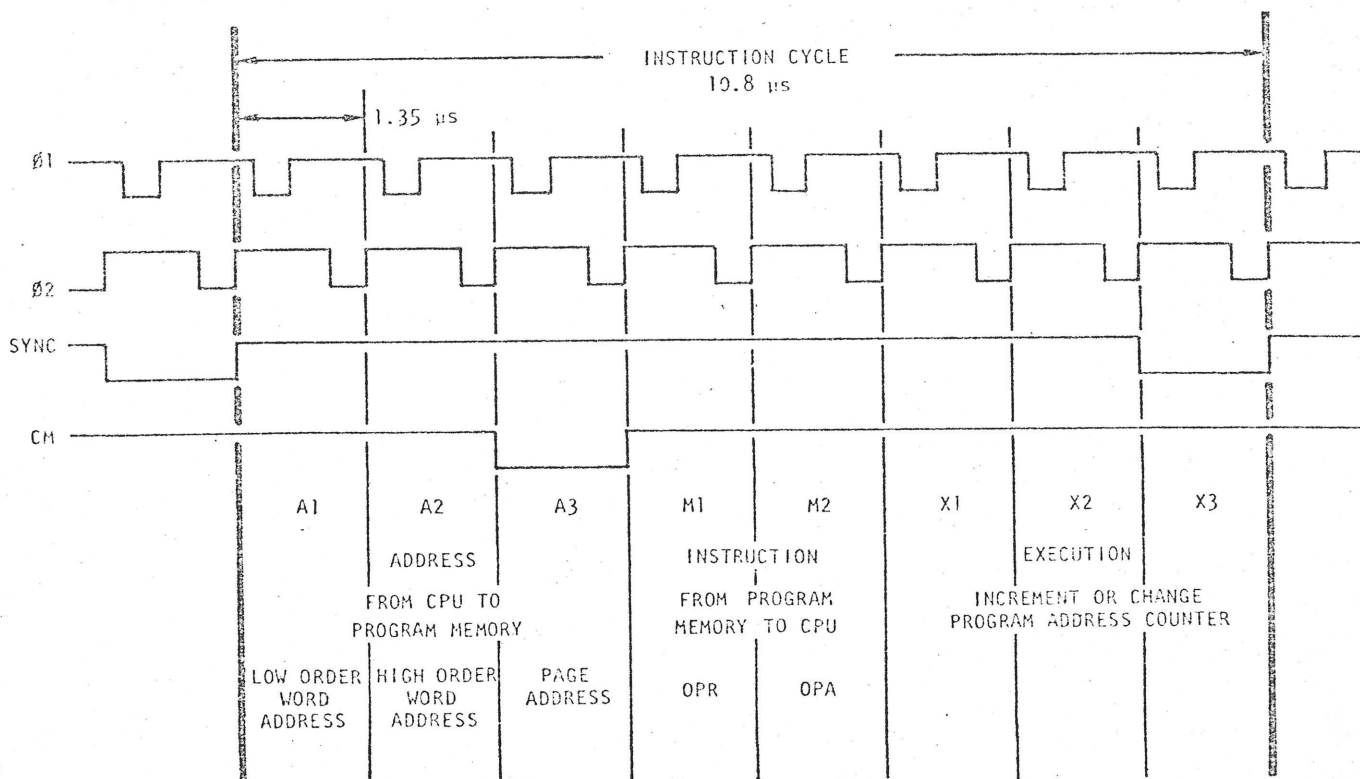 INSTRUCTION CYCLE
10.8 µs
1.35 µs
Ø1
Ø2
SYNC
CM
A1 A2 A3 M1 M2 X1 X2 X3
ADDRESS
FROM CPU TO
PROGRAM MEMORY
INSTRUCTION
FROM PROGRAM
MEMORY TO CPU
EXECUTION
INCREMENT OR CHANGE
PROGRAM ADDRESS COUNTER
LOW ORDER
WORD
ADDRESS
HIGH ORDER
WORD
ADDRESS
PAGE
ADDRESS
OPR
OPA